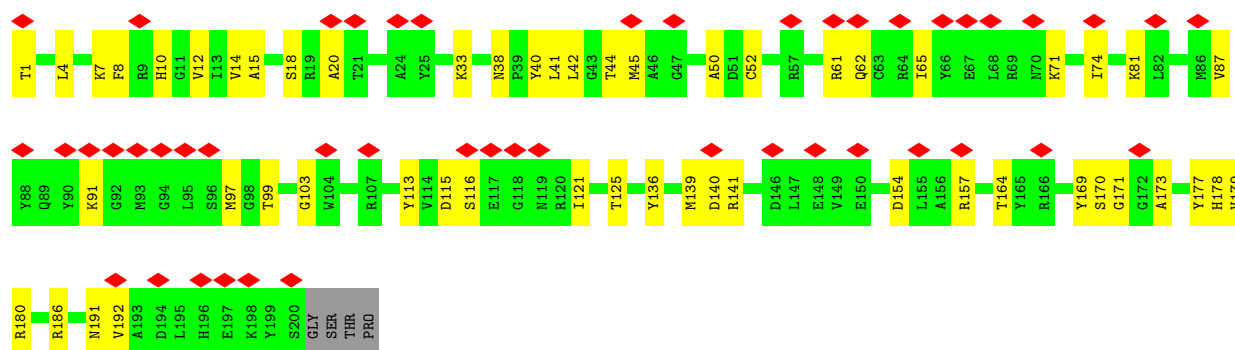 T1 L4 K7 F8 R9 H10 G11 V12 I13 V14 A15 S18 R19 A20 T21 A24 Y25 K33 N38 P39 Y40 L41 L42 G43 T44 M45 A46 G47 A50 D51 C52 R57 R61 Q62 C63 R64 I65 Y66 E67 L68 R69 N70 K71 I74 K81 L82 M86 V87
Y88 Q89 Y90 K91 G92 M93 G94 L95 S96 M97 G98 T99 G103 W104 R107 Y113 V114 D115 S116 E117 G118 N119 R120 I121 T125 Y136 M139 D140 R141 D146 L147 E148 V149 E150 D154 L155 A156 R157 T164 Y165 R166 Y169 S170 G171 G172 A173 Y177 H178
R180 R186 N191 V192 A193 D194 L195 H196 E197 K198 Y199 S200 GLY SER THR PRO